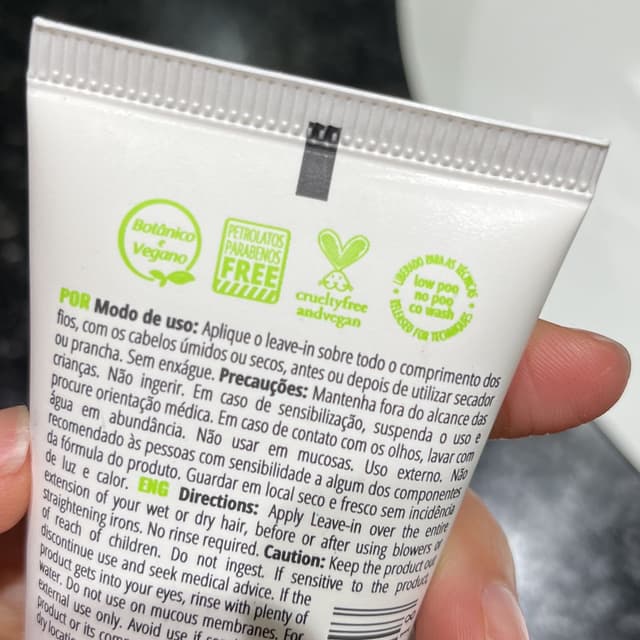 Botânico
e
Vegano
PETROLATOS
PARABENOS
FREE
crueltyfree
andvegan
LIBERADO PARA AS TÉCNICAS
low poo
no poo
co wash
RELEASED FOR TECHNIQUES
POR Modo de uso: Aplique o leave-in sobre todo o comprimento dos
fios, com os cabelos úmidos ou secos, antes ou depois de utilizar secador
ou prancha. Sem enxágue. Precauções: Mantenha fora do alcance das
crianças. Não ingerir. Em caso de sensibilização, suspenda o uso e
procure orientação médica. Em caso de contato com os olhos, lavar com
água em abundância. Não usar em mucosas. Uso externo. Não
recomendado às pessoas com sensibilidade a algum dos componentes
da fórmula do produto. Guardar em local seco e fresco sem incidência
de luz e calor. ENG Directions: Apply Leave-in over the entire
extension of your wet or dry hair, before or after using blowers or
straightening irons. No rinse required. Caution: Keep the product out
of reach of children. Do not ingest. If sensitive to the product,
discontinue use and seek medical advice. If the
product gets into your eyes, rinse with plenty of
water. Do not use on mucous membranes. For
external use only. Avoid use if
product or its
dry